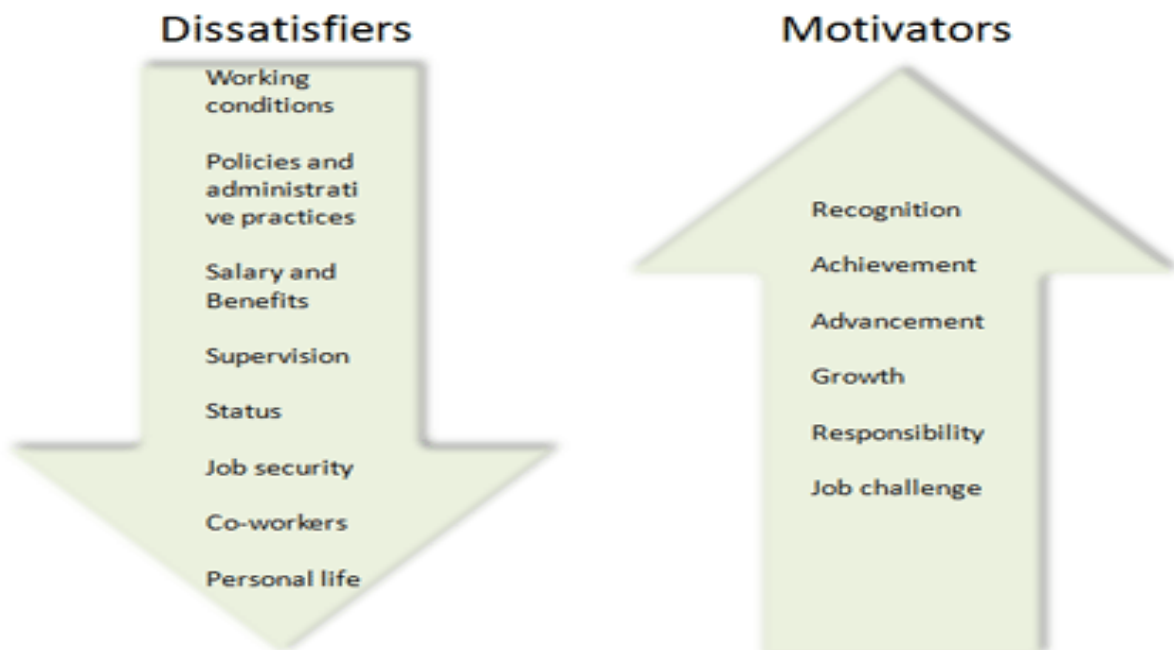 Dissatisfiers
Working
conditions
Policies and
administrati
ve practices
Salary and
Benefits
Supervision
Status
Job security
Co-workers
Personal life
Motivators
Recognition
Achievement
Advancement
Growth
Responsibility
Job challenge